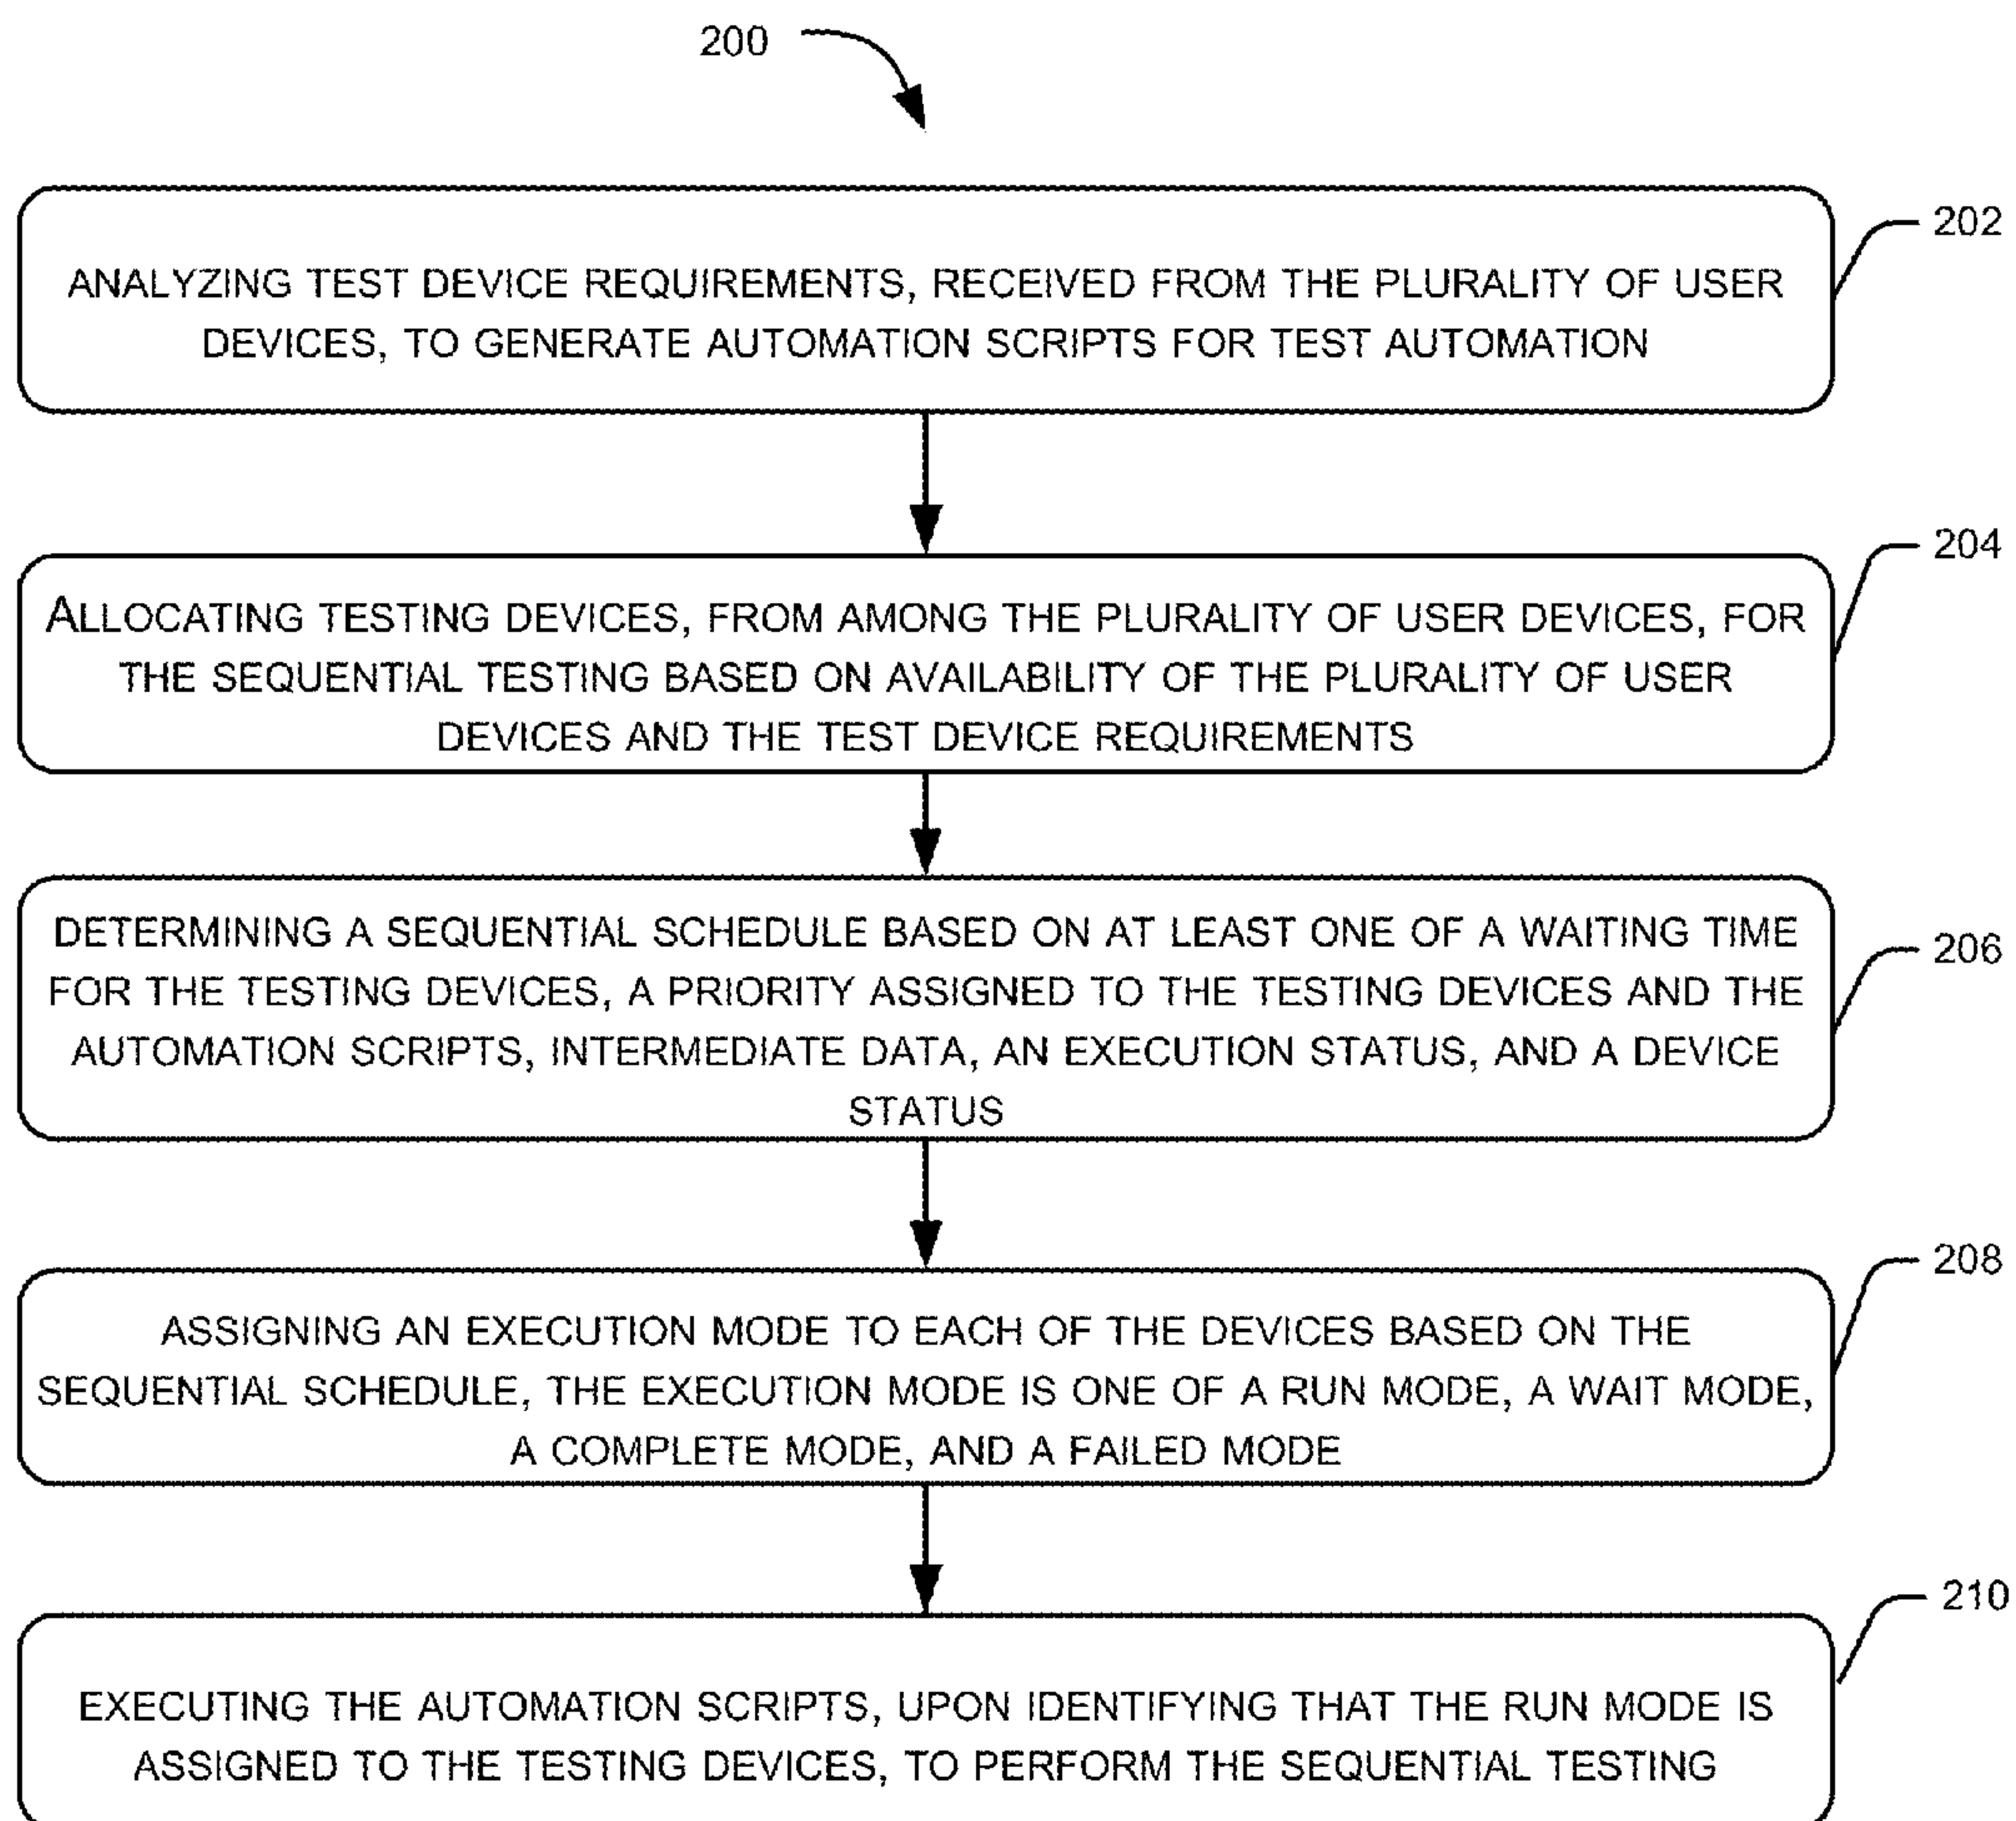 200
202
ANALYZING TEST DEVICE REQUIREMENTS, RECEIVED FROM THE PLURALITY OF USER
DEVICES, TO GENERATE AUTOMATION SCRIPTS FOR TEST AUTOMATION
204
ALLOCATING TESTING DEVICES, FROM AMONG THE PLURALITY OF USER DEVICES, FOR
THE SEQUENTIAL TESTING BASED ON AVAILABILITY OF THE PLURALITY OF USER
DEVICES AND THE TEST DEVICE REQUIREMENTS
206
DETERMINING A SEQUENTIAL SCHEDULE BASED ON AT LEAST ONE OF A WAITING TIME
FOR THE TESTING DEVICES, A PRIORITY ASSIGNED TO THE TESTING DEVICES AND THE
AUTOMATION SCRIPTS, INTERMEDIATE DATA, AN EXECUTION STATUS, AND A DEVICE
STATUS
208
ASSIGNING AN EXECUTION MODE TO EACH OF THE DEVICES BASED ON THE
SEQUENTIAL SCHEDULE, THE EXECUTION MODE IS ONE OF A RUN MODE, A WAIT MODE,
A COMPLETE MODE, AND A FAILED MODE
210
EXECUTING THE AUTOMATION SCRIPTS, UPON IDENTIFYING THAT THE RUN MODE IS
ASSIGNED TO THE TESTING DEVICES, TO PERFORM THE SEQUENTIAL TESTING